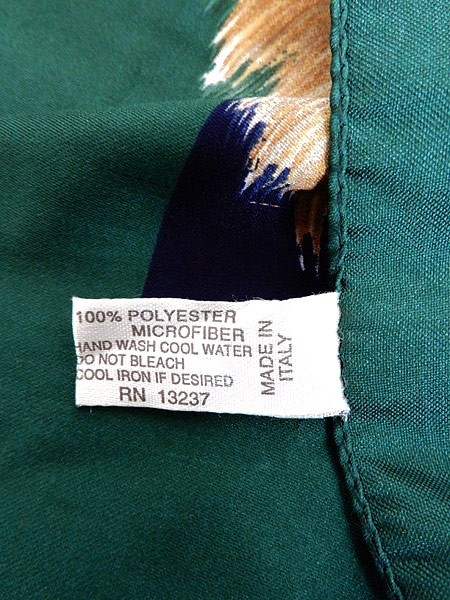 100% POLYESTER
MICROFIBER
HAND WASH COOL WATER
DO NOT BLEACH
COOL IRON IF DESIRED
RN 13237
MADE IN
ITALY